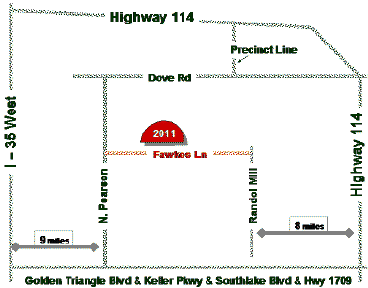 Highway 114
Precinct Line
Dove Rd
I – 35 West
2011
Fawkes Ln
N. Pearson
Randol Mill
Highway 114
9 miles
8 miles
Golden Triangle Blvd & Keller Pkwy & Southlake Blvd & Hwy 1709